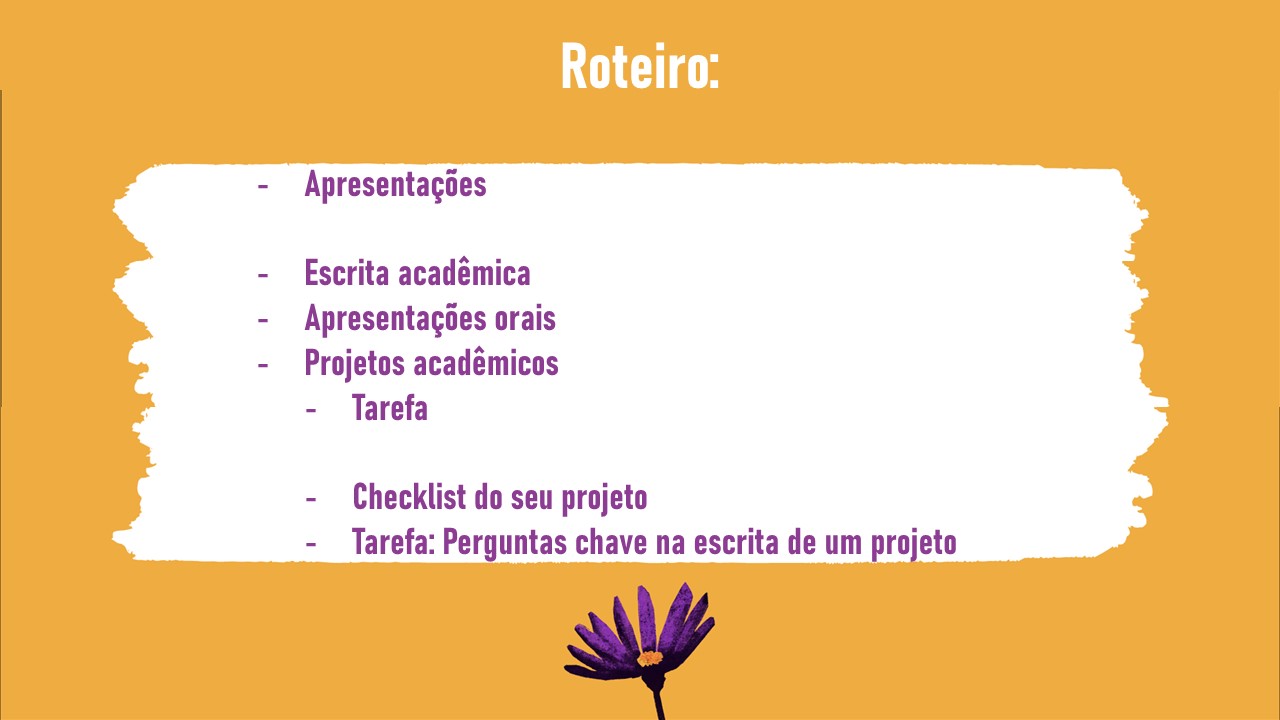 Roteiro:
- Apresentações
- Escrita acadêmica
- Apresentações orais
- Projetos acadêmicos
- Tarefa
- Checklist do seu projeto
- Tarefa: Perguntas chave na escrita de um projeto